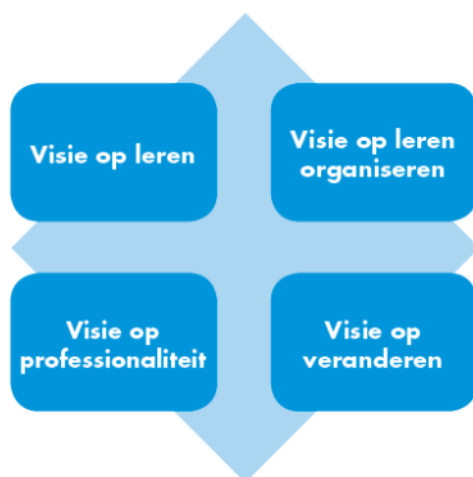 Visie op leren
Visie op leren
organiseren
Visie op
professionaliteit
Visie op
veranderen